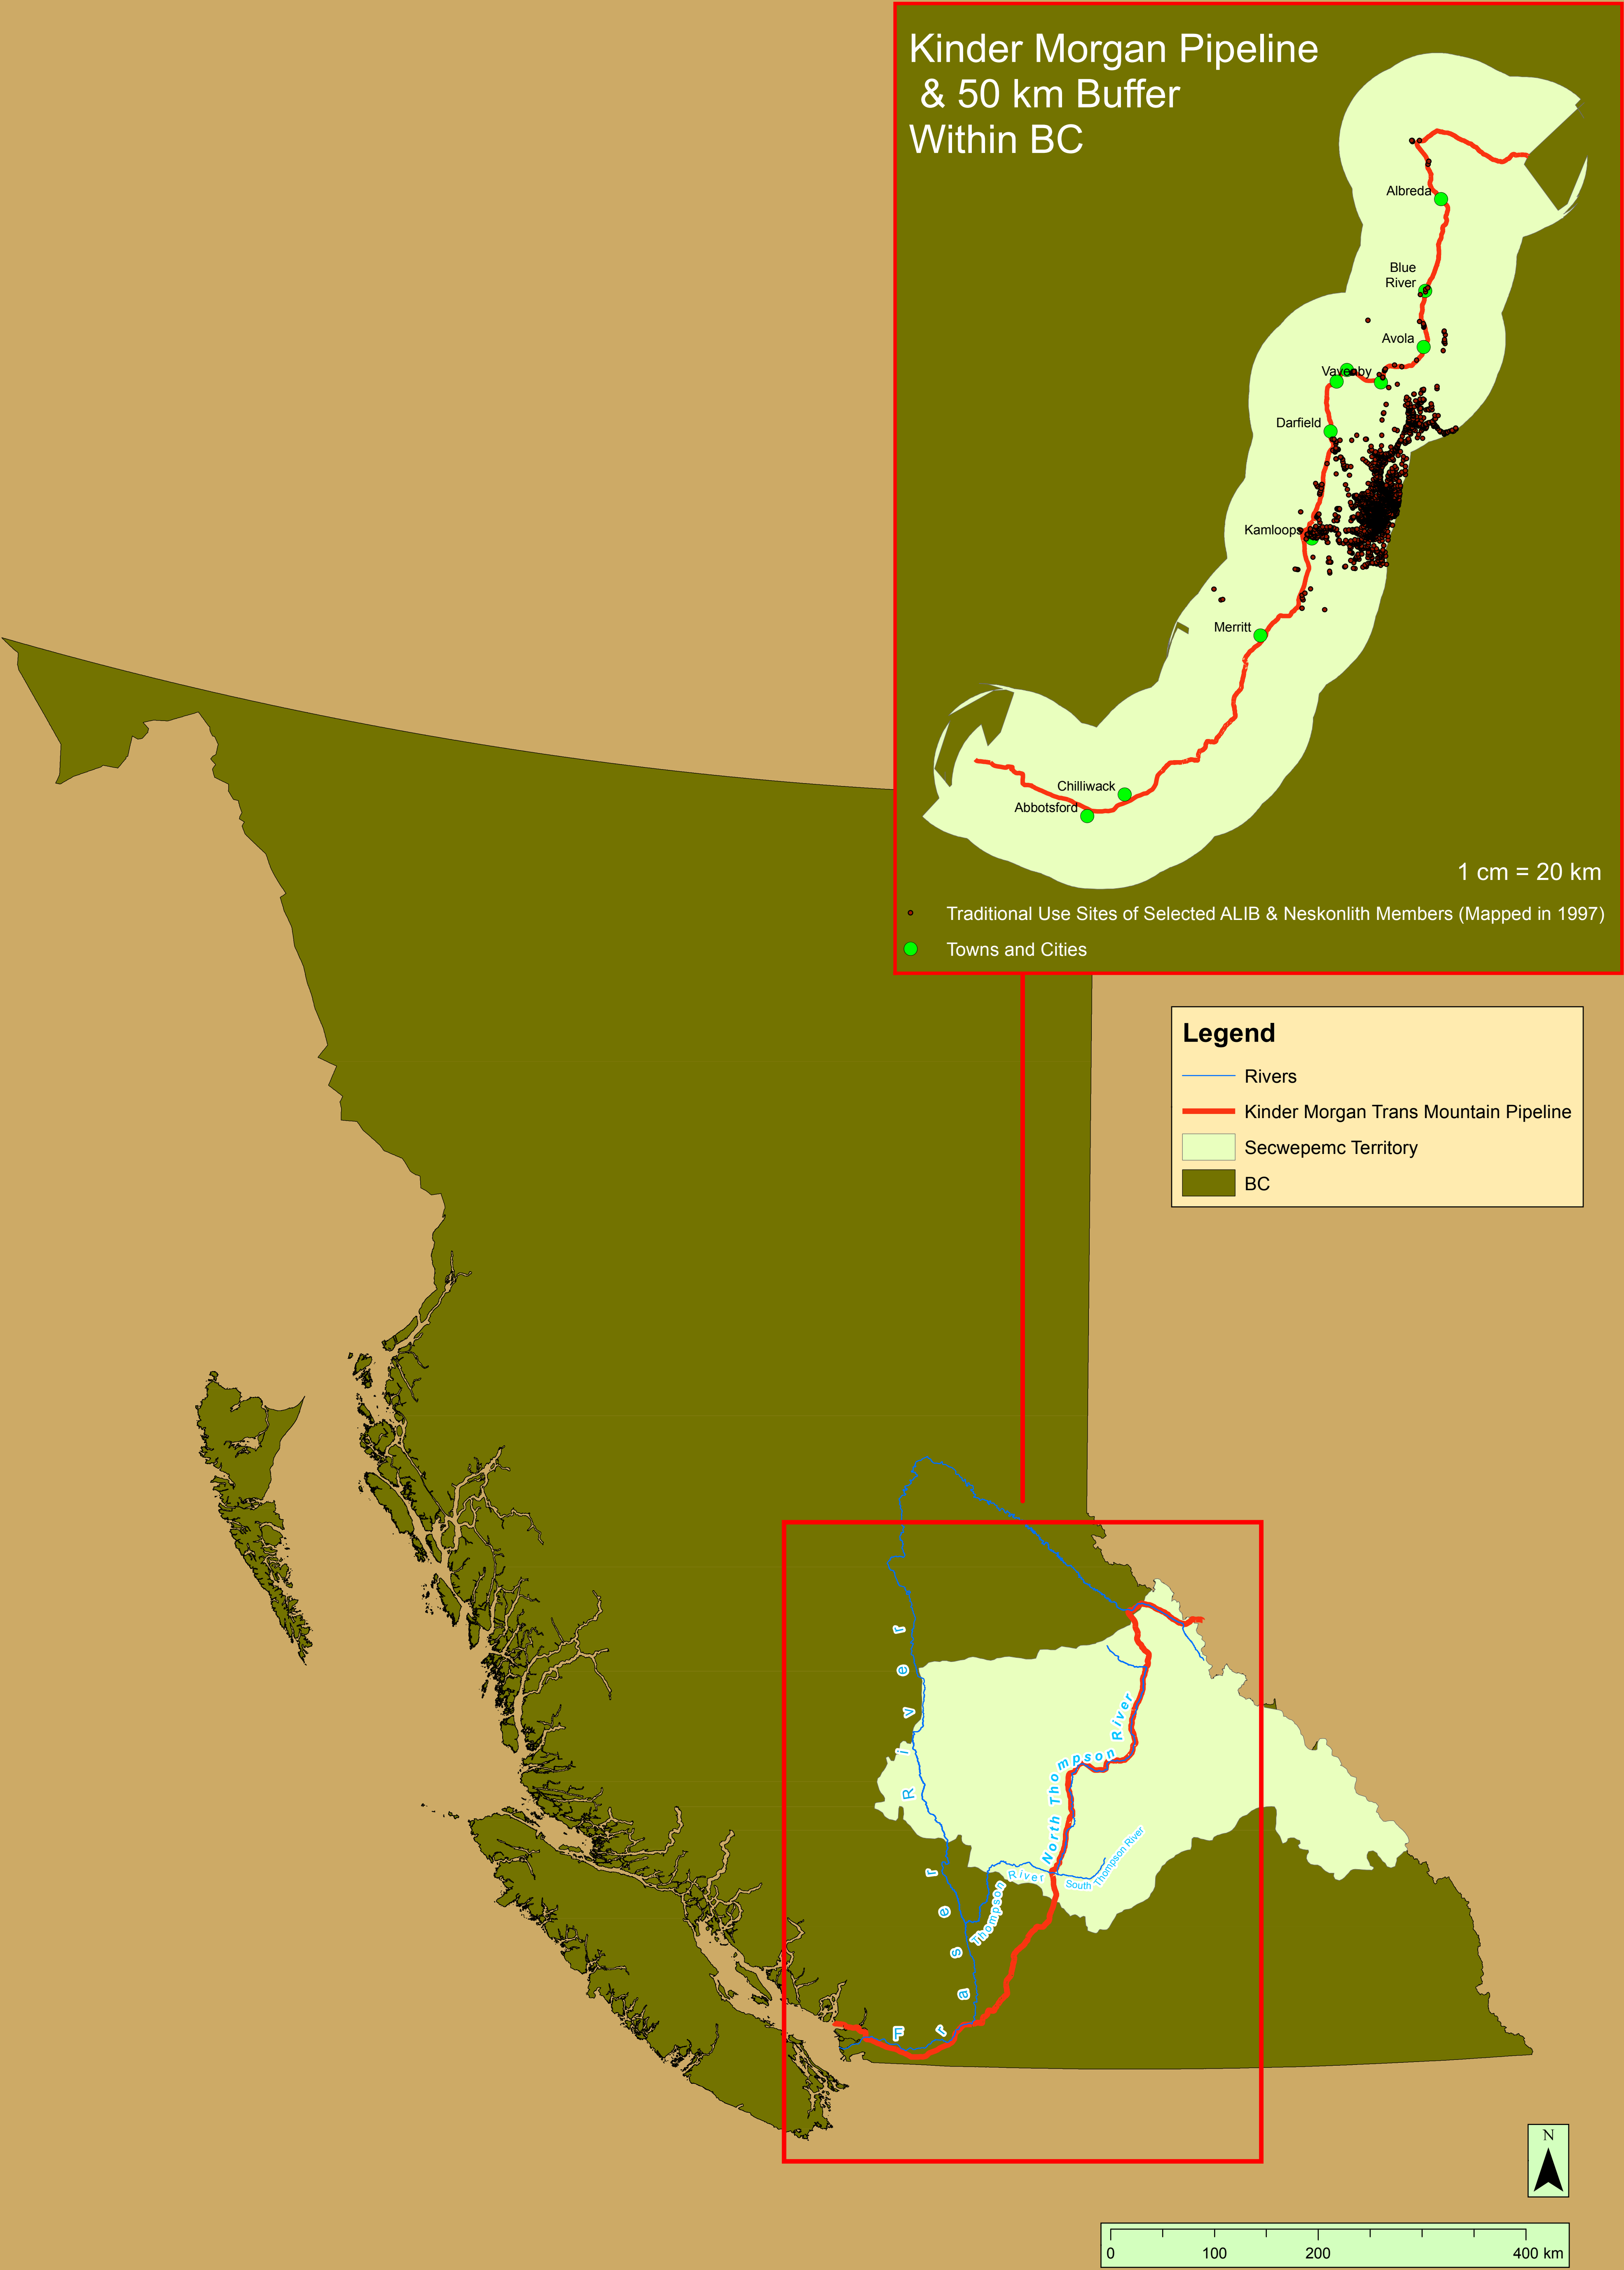 Kinder Morgan Pipeline
& 50 km Buffer
Within BC
Albreda
Blue
River
Avola
Vavenby
Darfield
Kamloops
Merritt
Chilliwack
Abbotsford
1 cm = 20 km
Traditional Use Sites of Selected ALIB & Neskonlith Members (Mapped in 1997)
Towns and Cities
Legend
Rivers
Kinder Morgan Trans Mountain Pipeline
Secwepemc Territory
BC
Fraser River
North Thompson River
Thompson River
South Thompson River
N
0 100 200 400 km